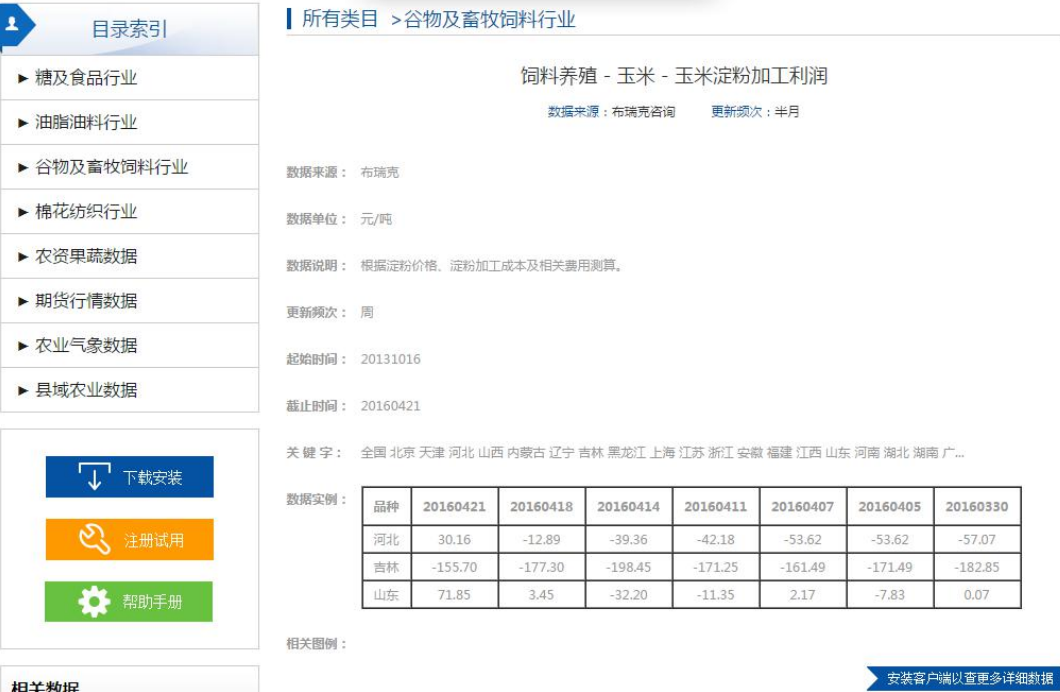 目录索引
► 糖及食品行业
► 油脂油料行业
► 谷物及畜牧饲料行业
► 棉花纺织行业
► 农资果蔬数据
► 期货行情数据
► 农业气象数据
► 县域农业数据
下载安装
注册试用
帮助手册
相关数据
所有类目 >谷物及畜牧饲料行业
饲料养殖 - 玉米 - 玉米淀粉加工利润
数据来源：布瑞克咨询 更新频次：半月
数据来源： 布瑞克
数据单位： 元/吨
数据说明： 根据淀粉价格、淀粉加工成本及相关费用测算。
更新频次： 周
起始时间： 20131016
截止时间： 20160421
关 键 字： 全国 北京 天津 河北 山西 内蒙古 辽宁 吉林 黑龙江 上海 江苏 浙江 安徽 福建 江西 山东 河南 湖北 湖南 广...
数据实例：
品种 20160421 20160418 20160414 20160411 20160407 20160405 20160330
河北 30.16 -12.89 -39.36 -42.18 -53.62 -53.62 -57.07
吉林 -155.70 -177.30 -198.45 -171.25 -161.49 -171.49 -182.85
山东 71.85 3.45 -32.20 -11.35 2.17 -7.83 0.07
相关图例：
安装客户端以查更多详细数据